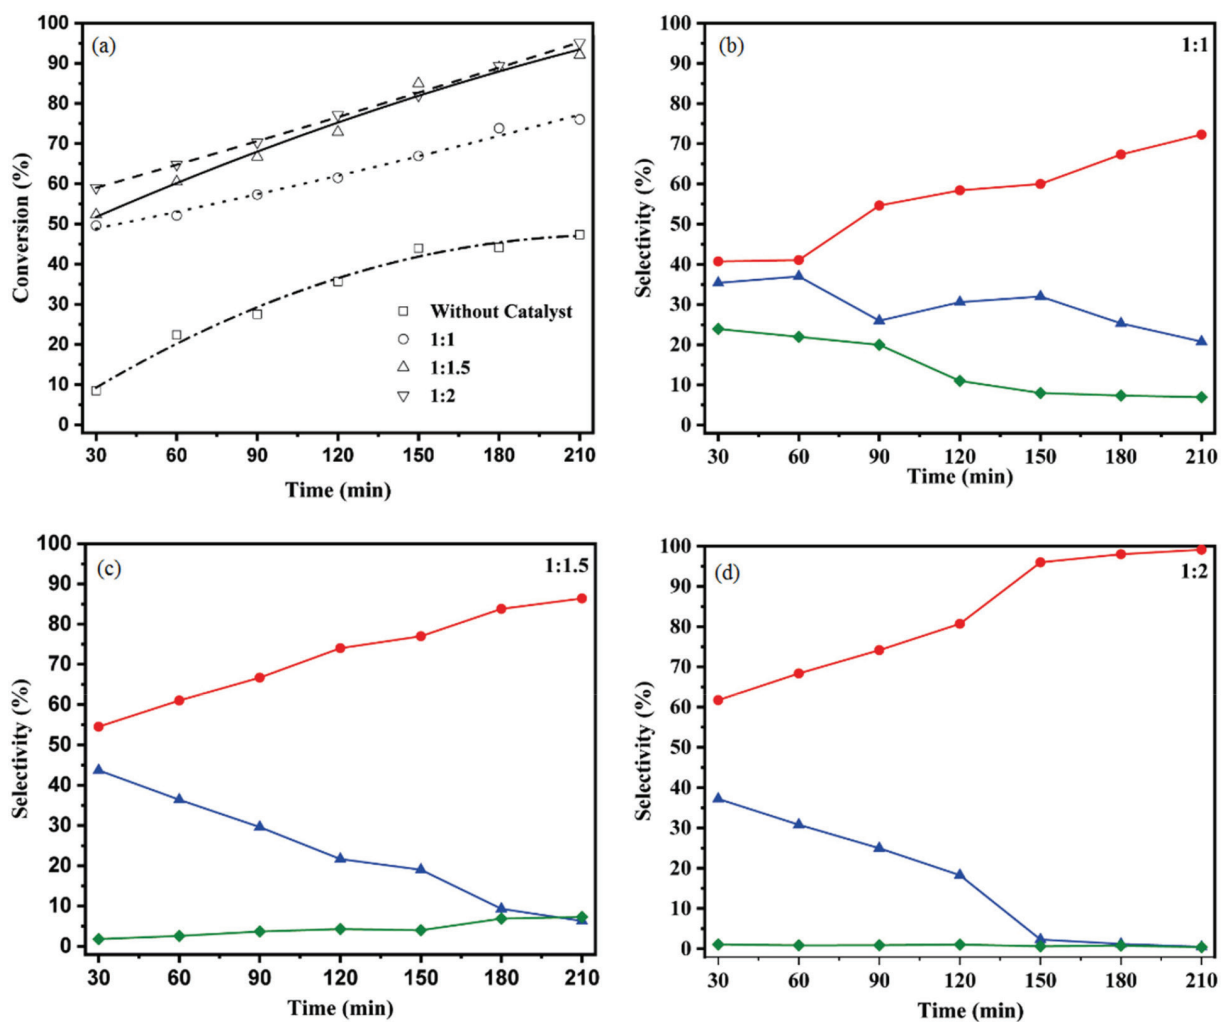 (a)
100
90
80
70
60
50
40
30
20
10
0
Conversion (%)
Without Catalyst
1:1
1:1.5
1:2
30 60 90 120 150 180 210
Time (min)
(b)
1:1
100
90
80
70
60
50
40
30
20
10
0
Selectivity (%)
30 60 90 120 150 180 210
Time (min)
(c)
1:1.5
100
90
80
70
60
50
40
30
20
10
0
Selectivity (%)
30 60 90 120 150 180 210
Time (min)
(d)
1:2
100
90
80
70
60
50
40
30
20
10
0
Selectivity (%)
30 60 90 120 150 180 210
Time (min)